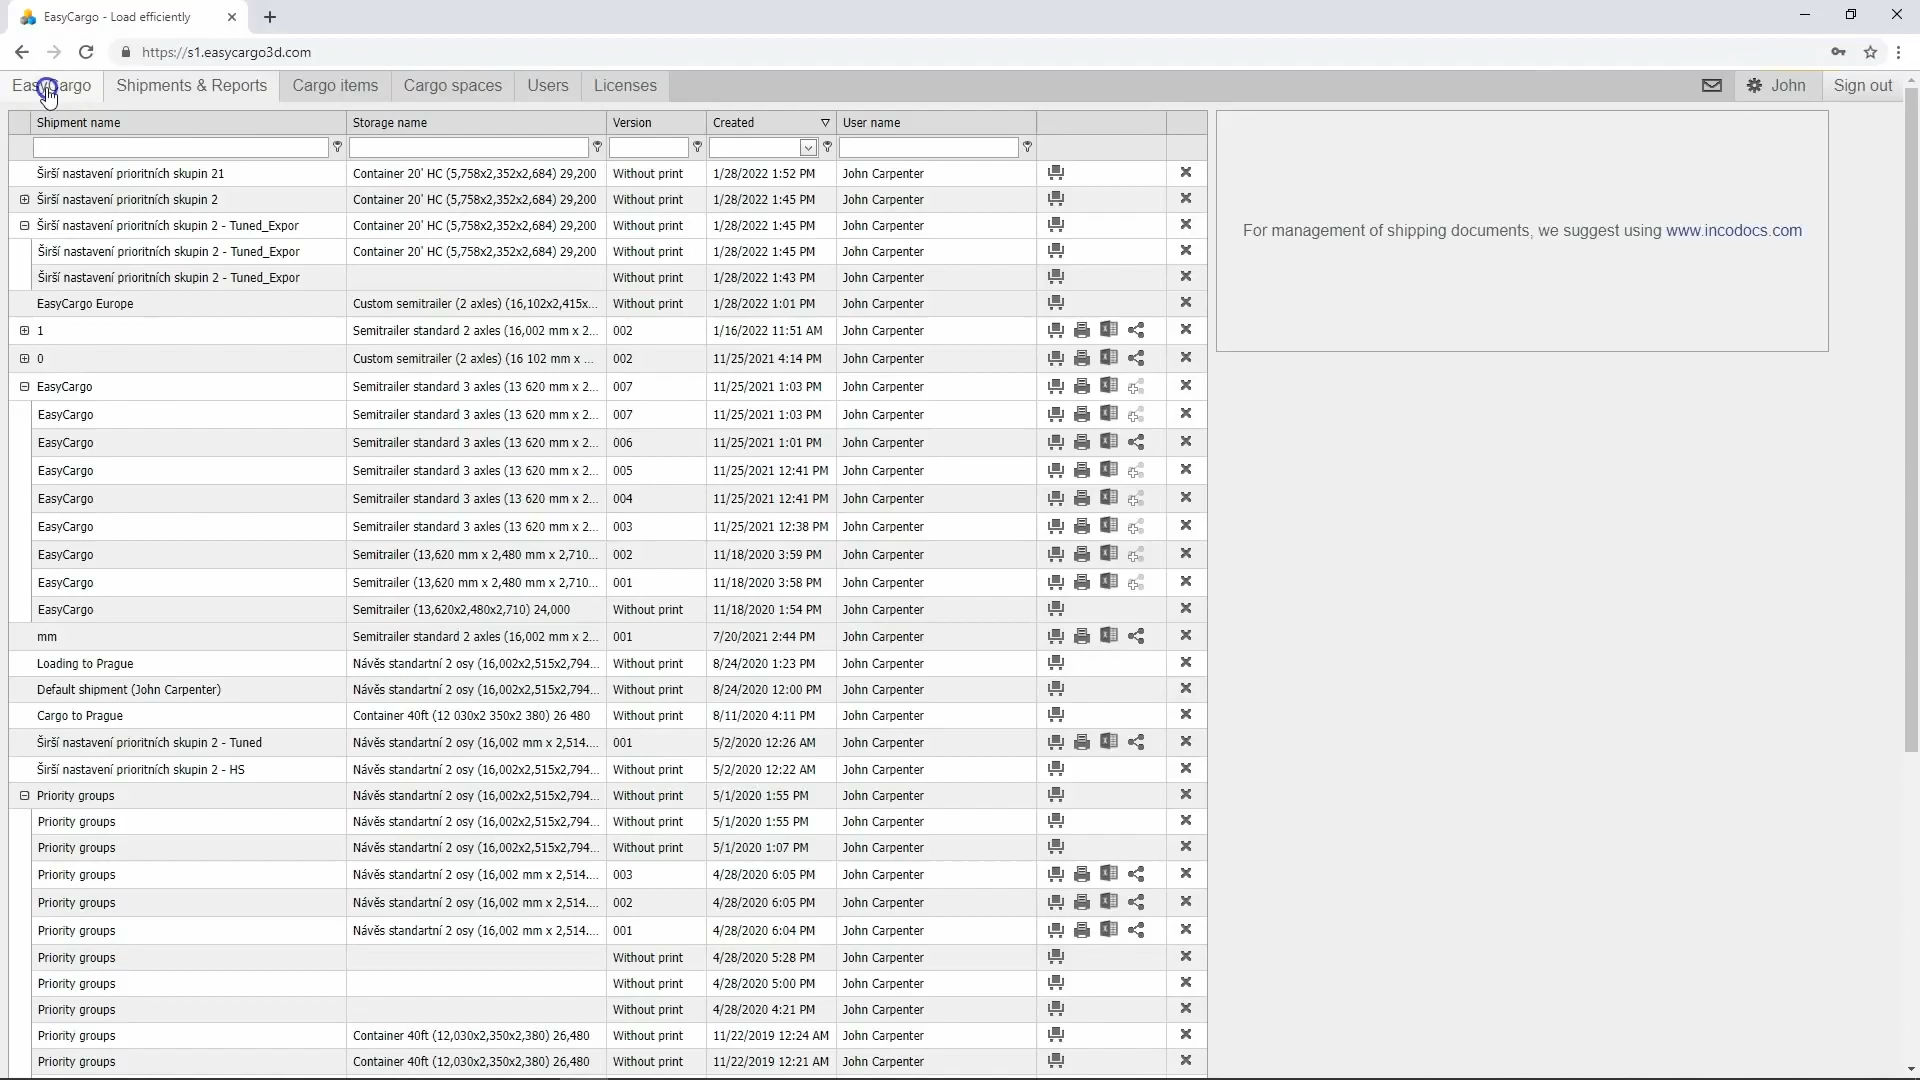 EasyCargo - Load efficiently
https://s1.easycargo3d.com
EasyCargo Shipments & Reports Cargo items Cargo spaces Users Licenses John Sign out
Shipment name Storage name Version Created User name
Širší nastavení prioritních skupin 21 Container 20' HC (5,758x2,352x2,684) 29,200 Without print 1/28/2022 1:52 PM John Carpenter
Širší nastavení prioritních skupin 2 Container 20' HC (5,758x2,352x2,684) 29,200 Without print 1/28/2022 1:45 PM John Carpenter
Širší nastavení prioritních skupin 2 - Tuned_Expor Container 20' HC (5,758x2,352x2,684) 29,200 Without print 1/28/2022 1:45 PM John Carpenter
For management of shipping documents, we suggest using www.incodocs.com
Širší nastavení prioritních skupin 2 - Tuned_Expor Container 20' HC (5,758x2,352x2,684) 29,200 Without print 1/28/2022 1:45 PM John Carpenter
Širší nastavení prioritních skupin 2 - Tuned_Expor Without print 1/28/2022 1:43 PM John Carpenter
EasyCargo Europe Custom semitrailer (2 axles) (16,102x2,415x... Without print 1/28/2022 1:01 PM John Carpenter
1 Semitrailer standard 2 axles (16,002 mm x 2... 002 1/16/2022 11:51 AM John Carpenter
0 Custom semitrailer (2 axles) (16 102 mm x ... 002 11/25/2021 4:14 PM John Carpenter
EasyCargo Semitrailer standard 3 axles (13 620 mm x 2... 007 11/25/2021 1:03 PM John Carpenter
EasyCargo Semitrailer standard 3 axles (13 620 mm x 2... 007 11/25/2021 1:03 PM John Carpenter
EasyCargo Semitrailer standard 3 axles (13 620 mm x 2... 006 11/25/2021 1:01 PM John Carpenter
EasyCargo Semitrailer standard 3 axles (13 620 mm x 2... 005 11/25/2021 12:41 PM John Carpenter
EasyCargo Semitrailer standard 3 axles (13 620 mm x 2... 004 11/25/2021 12:41 PM John Carpenter
EasyCargo Semitrailer standard 3 axles (13 620 mm x 2... 003 11/25/2021 12:38 PM John Carpenter
EasyCargo Semitrailer (13,620 mm x 2,480 mm x 2,710... 002 11/18/2020 3:59 PM John Carpenter
EasyCargo Semitrailer (13,620 mm x 2,480 mm x 2,710... 001 11/18/2020 3:58 PM John Carpenter
EasyCargo Semitrailer (13,620x2,480x2,710) 24,000 Without print 11/18/2020 1:54 PM John Carpenter
mm Semitrailer standard 2 axles (16,002 mm x 2... 001 7/20/2021 2:44 PM John Carpenter
Loading to Prague Návěs standartní 2 osy (16,002x2,515x2,794... Without print 8/24/2020 1:23 PM John Carpenter
Default shipment (John Carpenter) Návěs standartní 2 osy (16,002x2,515x2,794... Without print 8/24/2020 12:00 PM John Carpenter
Cargo to Prague Container 40ft (12 030x2 350x2 380) 26 480 Without print 8/11/2020 4:11 PM John Carpenter
Širší nastavení prioritních skupin 2 - Tuned Návěs standartní 2 osy (16,002 mm x 2,514.... 001 5/2/2020 12:26 AM John Carpenter
Širší nastavení prioritních skupin 2 - HS Návěs standartní 2 osy (16,002x2,515x2,794... Without print 5/2/2020 12:22 AM John Carpenter
Priority groups Návěs standartní 2 osy (16,002x2,515x2,794... Without print 5/1/2020 1:55 PM John Carpenter
Priority groups Návěs standartní 2 osy (16,002x2,515x2,794... Without print 5/1/2020 1:55 PM John Carpenter
Priority groups Návěs standartní 2 osy (16,002x2,515x2,794... Without print 5/1/2020 1:07 PM John Carpenter
Priority groups Návěs standartní 2 osy (16,002 mm x 2,514.... 003 4/28/2020 6:05 PM John Carpenter
Priority groups Návěs standartní 2 osy (16,002 mm x 2,514.... 002 4/28/2020 6:05 PM John Carpenter
Priority groups Návěs standartní 2 osy (16,002 mm x 2,514.... 001 4/28/2020 6:04 PM John Carpenter
Priority groups Without print 4/28/2020 5:28 PM John Carpenter
Priority groups Without print 4/28/2020 5:00 PM John Carpenter
Priority groups Without print 4/28/2020 4:21 PM John Carpenter
Priority groups Container 40ft (12,030x2,350x2,380) 26,480 Without print 11/22/2019 12:24 AM John Carpenter
Priority groups Container 40ft (12,030x2,350x2,380) 26,480 Without print 11/22/2019 12:21 AM John Carpenter